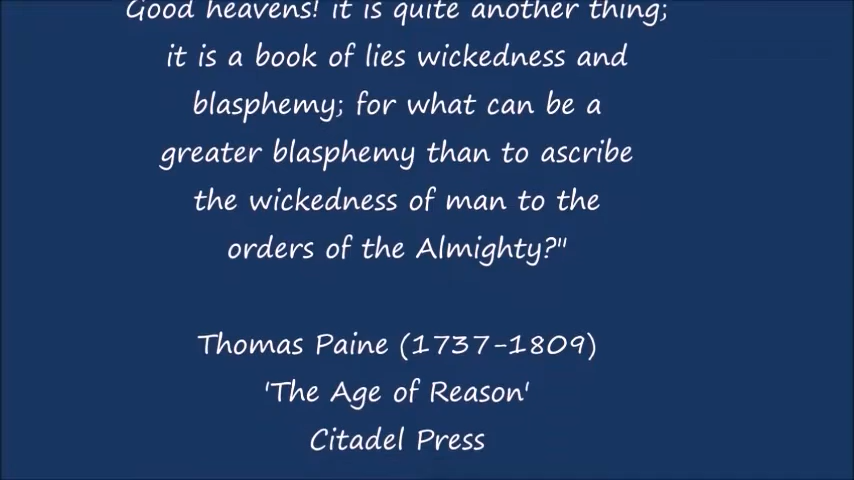 Good heavens! it is quite another thing;
it is a book of lies wickedness and
blasphemy; for what can be a
greater blasphemy than to ascribe
the wickedness of man to the
orders of the Almighty?"
Thomas Paine (1737-1809)
'The Age of Reason'
Citadel Press